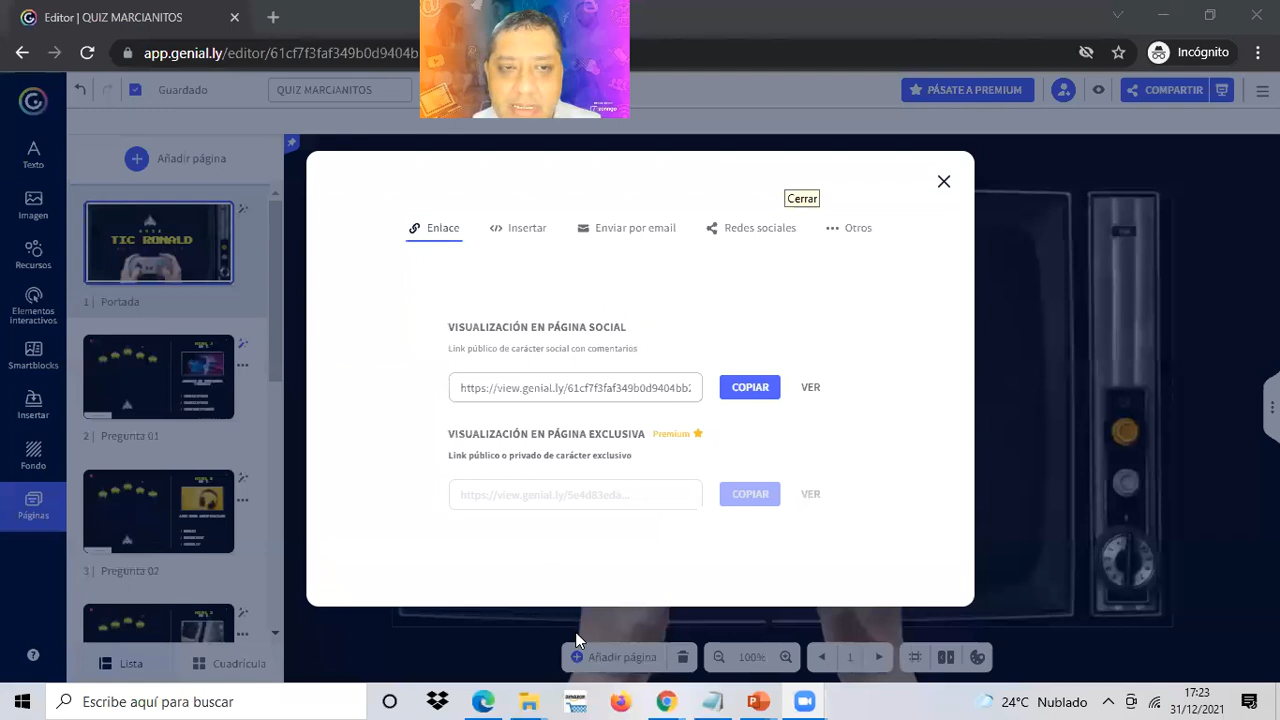 Editor | QUIZ MARCIANITOS
app.genial.ly/editor/61cf7f3faf349b0d940
Incógnito
Guardado
QUIZ MARCIANITOS
PÁSATE A PREMIUM
COMPARTIR
Texto
Imagen
Recursos
Elementos
interactivos
Smartblocks
Insertar
Fondo
Páginas
Añadir página
1 | Portada
2 | Pregunta 01
3 | Pregunta 02
Lista
Cuadrícula
Cerrar
Enlace
Insertar
Enviar por email
Redes sociales
Otros
VISUALIZACIÓN EN PÁGINA SOCIAL
Link público de carácter social con comentarios
https://view.genial.ly/61cf7f3faf349b0d9404bb2
COPIAR
VER
VISUALIZACIÓN EN PÁGINA EXCLUSIVA
Premium
Link público o privado de carácter exclusivo
https://view.genial.ly/5e4d83eda...
COPIAR
VER
Añadir página
100%
1
Escribe aquí para buscar
24°C Nublado
17:23
31/12/2021